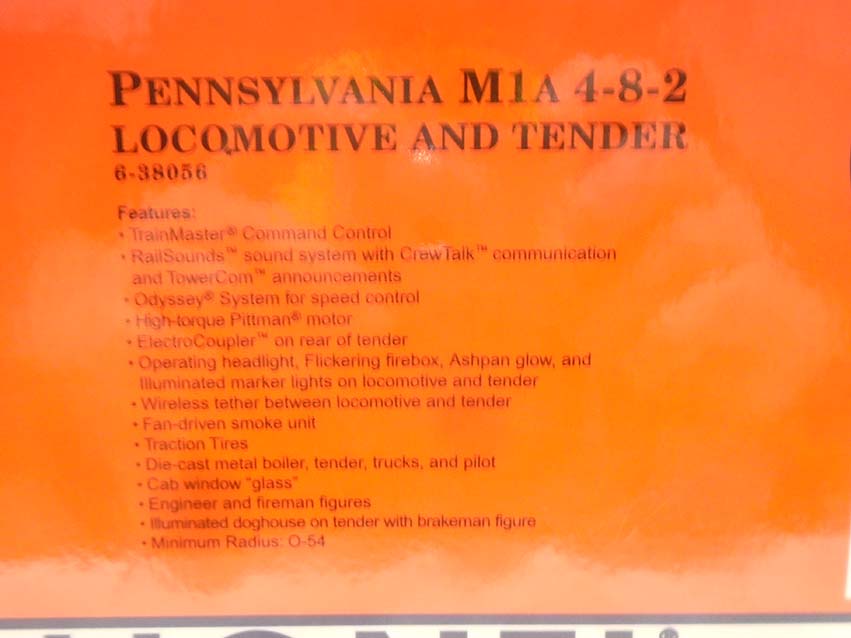 PENNSYLVANIA M1A 4-8-2
LOCOMOTIVE AND TENDER
6-38056
Features:
• TrainMaster® Command Control
• RailSounds™ sound system with CrewTalk™ communication
and TowerCom™ announcements
• Odyssey® System for speed control
• High-torque Pittman® motor
• ElectroCoupler™ on rear of tender
• Operating headlight, Flickering firebox, Ashpan glow, and
Illuminated marker lights on locomotive and tender
• Wireless tether between locomotive and tender
• Fan-driven smoke unit
• Traction Tires
• Die-cast metal boiler, tender, trucks, and pilot
• Cab window "glass"
• Engineer and fireman figures
• Illuminated doghouse on tender with brakeman figure
• Minimum Radius: O-54